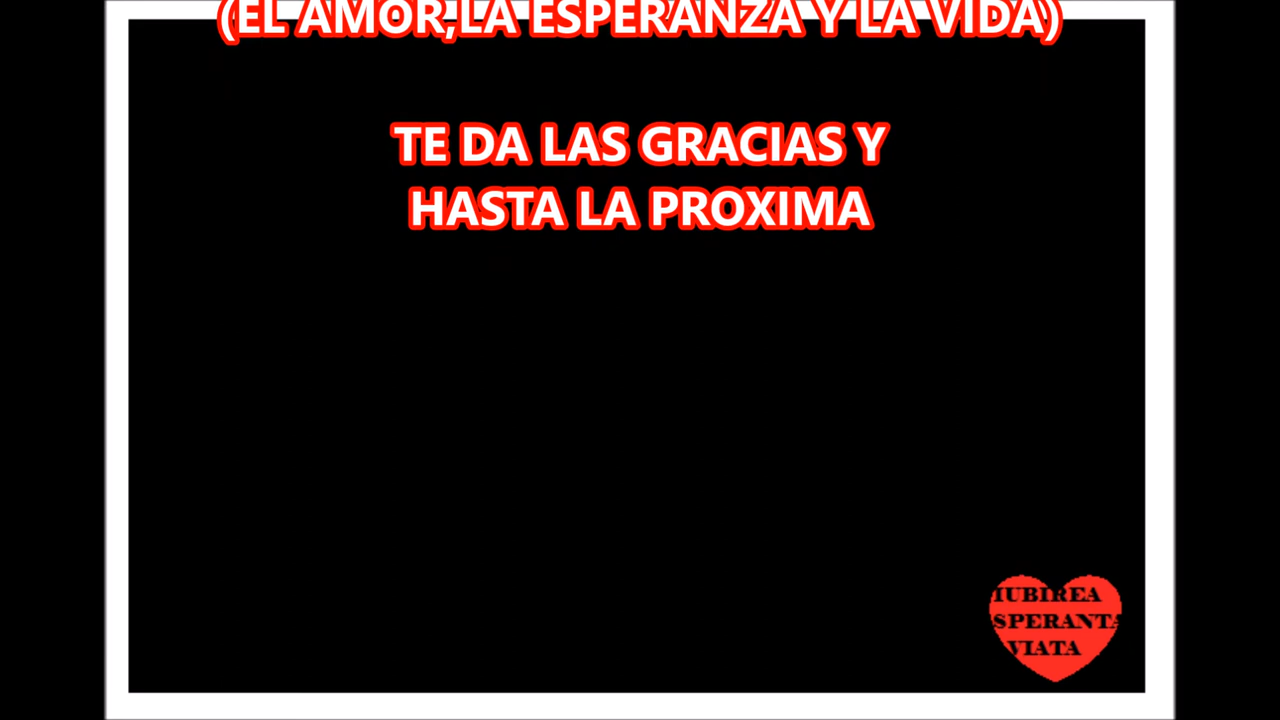 (EL AMOR,LA ESPERANZA Y LA VIDA)
TE DA LAS GRACIAS Y
HASTA LA PROXIMA
IUBIREA
SPERANTA
VIATA